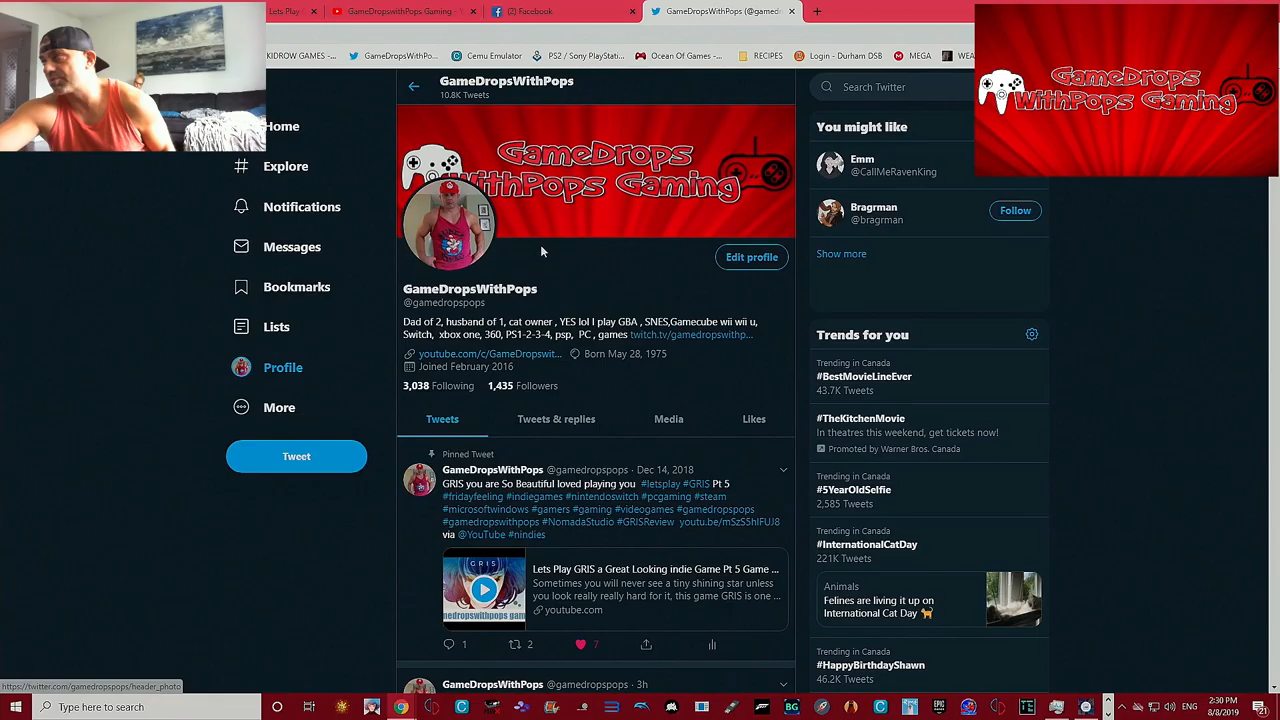 Lets Play
GameDropswithPops Gaming - Y
(2) Facebook
GameDropsWithPops (@gamed
KIDROW GAMES -...
GameDropsWithPo...
Cemu Emulator
PS2 / Sony PlayStati...
Ocean Of Games -...
RECIPES
Login - Durham DSB
MEGA
WEA
GameDropsWithPops
10.8K Tweets
GameDrops
WithPops Gaming
Home
Explore
Notifications
Messages
Bookmarks
Lists
Profile
More
Tweet
Edit profile
GameDropsWithPops
@gamedropspops
Dad of 2, husband of 1, cat owner , YES lol I play GBA , SNES,Gamecube wii wii u,
Switch, xbox one, 360, PS1-2-3-4, psp, PC , games twitch.tv/gamedropswithp...
youtube.com/c/GameDropswit... Born May 28, 1975
Joined February 2016
3,038 Following 1,435 Followers
Tweets
Tweets & replies
Media
Likes
Pinned Tweet
GameDropsWithPops @gamedropspops · Dec 14, 2018
GRIS you are So Beautiful loved playing you #letsplay #GRIS Pt 5
#fridayfeeling #indiegames #nintendoswitch #pcgaming #steam
#microsoftwindows #gamers #gaming #videogames #gamedropspops
#gamedropswithpops #NomadaStudio #GRISReview youtu.be/mSzS5hIFUJ8
via @YouTube #nindies
GRIS
medropswithpops gam
Lets Play GRIS a Great Looking indie Game Pt 5 Game ...
Sometimes you will never see a tiny shining star unless
you look really really hard for it, this game GRIS is one ...
youtube.com
1
2
7
GameDropsWithPops @gamedropspops · 3h
Search Twitter
GameDrops
WithPops Gaming
You might like
Emm
@CallMeRavenKing
Bragrman
@bragrman
Follow
Show more
Trends for you
Trending in Canada
#BestMovieLineEver
43.7K Tweets
#TheKitchenMovie
In theatres this weekend, get tickets now!
Promoted by Warner Bros. Canada
Trending in Canada
#5YearOldSelfie
2,585 Tweets
Trending in Canada
#InternationalCatDay
221K Tweets
Animals
Felines are living it up on
International Cat Day
Trending in Canada
#HappyBirthdayShawn
46.2K Tweets
https://twitter.com/gamedropspops/header_photo
Type here to search
ENG
2:30 PM
8/8/2019
21